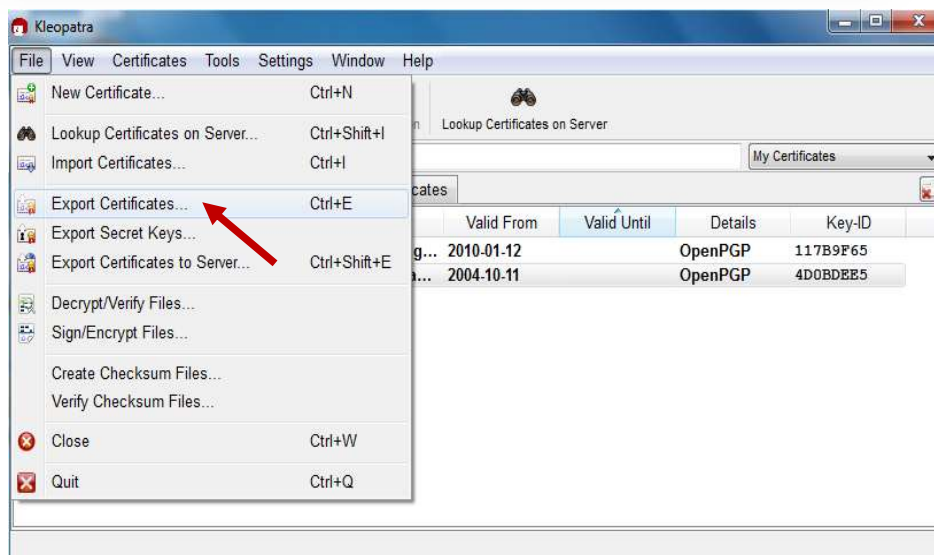 Kleopatra
File View Certificates Tools Settings Window Help
New Certificate... Ctrl+N
Lookup Certificates on Server... Ctrl+Shift+I
Import Certificates... Ctrl+I
Export Certificates... Ctrl+E
Export Secret Keys...
Export Certificates to Server... Ctrl+Shift+E
Decrypt/Verify Files...
Sign/Encrypt Files...
Create Checksum Files...
Verify Checksum Files...
Close Ctrl+W
Quit Ctrl+Q
n Lookup Certificates on Server
My Certificates
cates
Valid From Valid Until Details Key-ID
g... 2010-01-12 OpenPGP 117B9F65
a... 2004-10-11 OpenPGP 4D0BDEE5